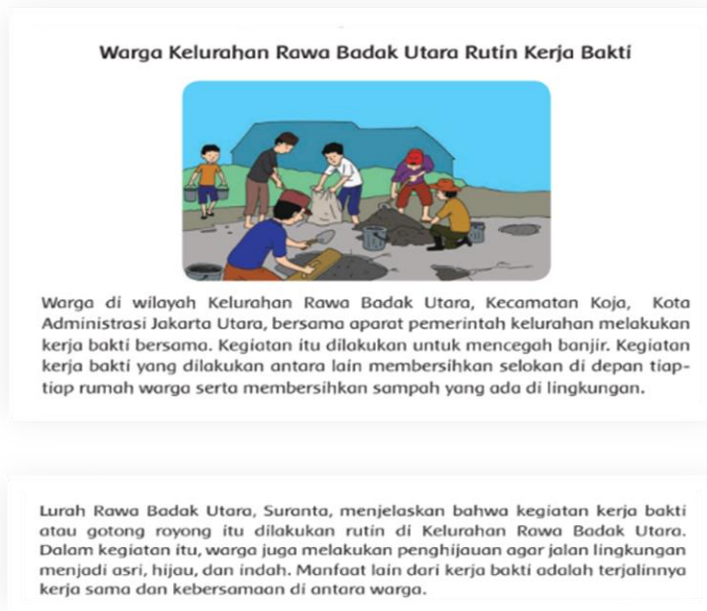 Warga Kelurahan Rawa Badak Utara Rutin Kerja Bakti
Warga di wilayah Kelurahan Rawa Badak Utara, Kecamatan Koja, Kota
Administrasi Jakarta Utara, bersama aparat pemerintah kelurahan melakukan
kerja bakti bersama. Kegiatan itu dilakukan untuk mencegah banjir. Kegiatan
kerja bakti yang dilakukan antara lain membersihkan selokan di depan tiap-
tiap rumah warga serta membersihkan sampah yang ada di lingkungan.
Lurah Rawa Badak Utara, Suranta, menjelaskan bahwa kegiatan kerja bakti
atau gotong royong itu dilakukan rutin di Kelurahan Rawa Badak Utara.
Dalam kegiatan itu, warga juga melakukan penghijauan agar jalan lingkungan
menjadi asri, hijau, dan indah. Manfaat lain dari kerja bakti adalah terjalinnya
kerja sama dan kebersamaan di antara warga.